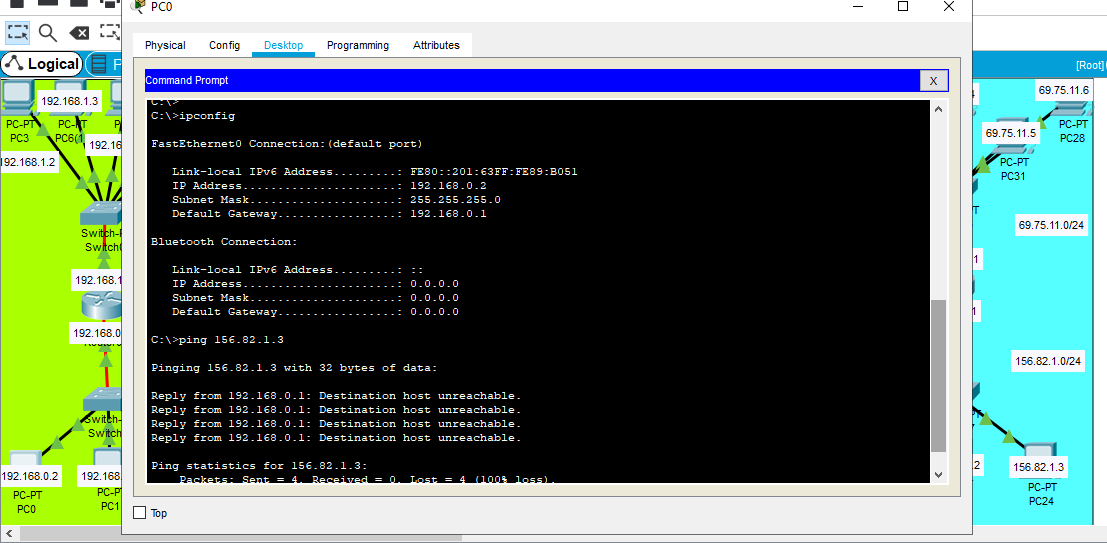 PC0
Physical
Config
Desktop
Programming
Attributes
Logical
P
[Root]
Command Prompt
X
C:\>
C:\>ipconfig
FastEthernet0 Connection:(default port)
Link-local IPv6 Address.........: FE80::201:63FF:FE89:B051
IP Address......................: 192.168.0.2
Subnet Mask.....................: 255.255.255.0
Default Gateway.................: 192.168.0.1
Bluetooth Connection:
Link-local IPv6 Address.........: ::
IP Address......................: 0.0.0.0
Subnet Mask.....................: 0.0.0.0
Default Gateway.................: 0.0.0.0
C:\>ping 156.82.1.3
Pinging 156.82.1.3 with 32 bytes of data:
Reply from 192.168.0.1: Destination host unreachable.
Reply from 192.168.0.1: Destination host unreachable.
Reply from 192.168.0.1: Destination host unreachable.
Reply from 192.168.0.1: Destination host unreachable.
Ping statistics for 156.82.1.3:
Packets: Sent = 4, Received = 0, Lost = 4 (100% loss),
Top
192.168.1.3
PC-PT
PC3
PC-PT
PC6(1
P
192.16
192.168.1.2
Switch-
Switch
192.168.1
192.168.0
Switch-
Switch
192.168.0.2
PC-PT
PC0
192.168.
PC-PT
PC1
69.75.11.6
PC-PT
PC28
69.75.11.5
PC-PT
PC31
69.75.11.0/24
1
1
156.82.1.0/24
2
156.82.1.3
PC-PT
PC24